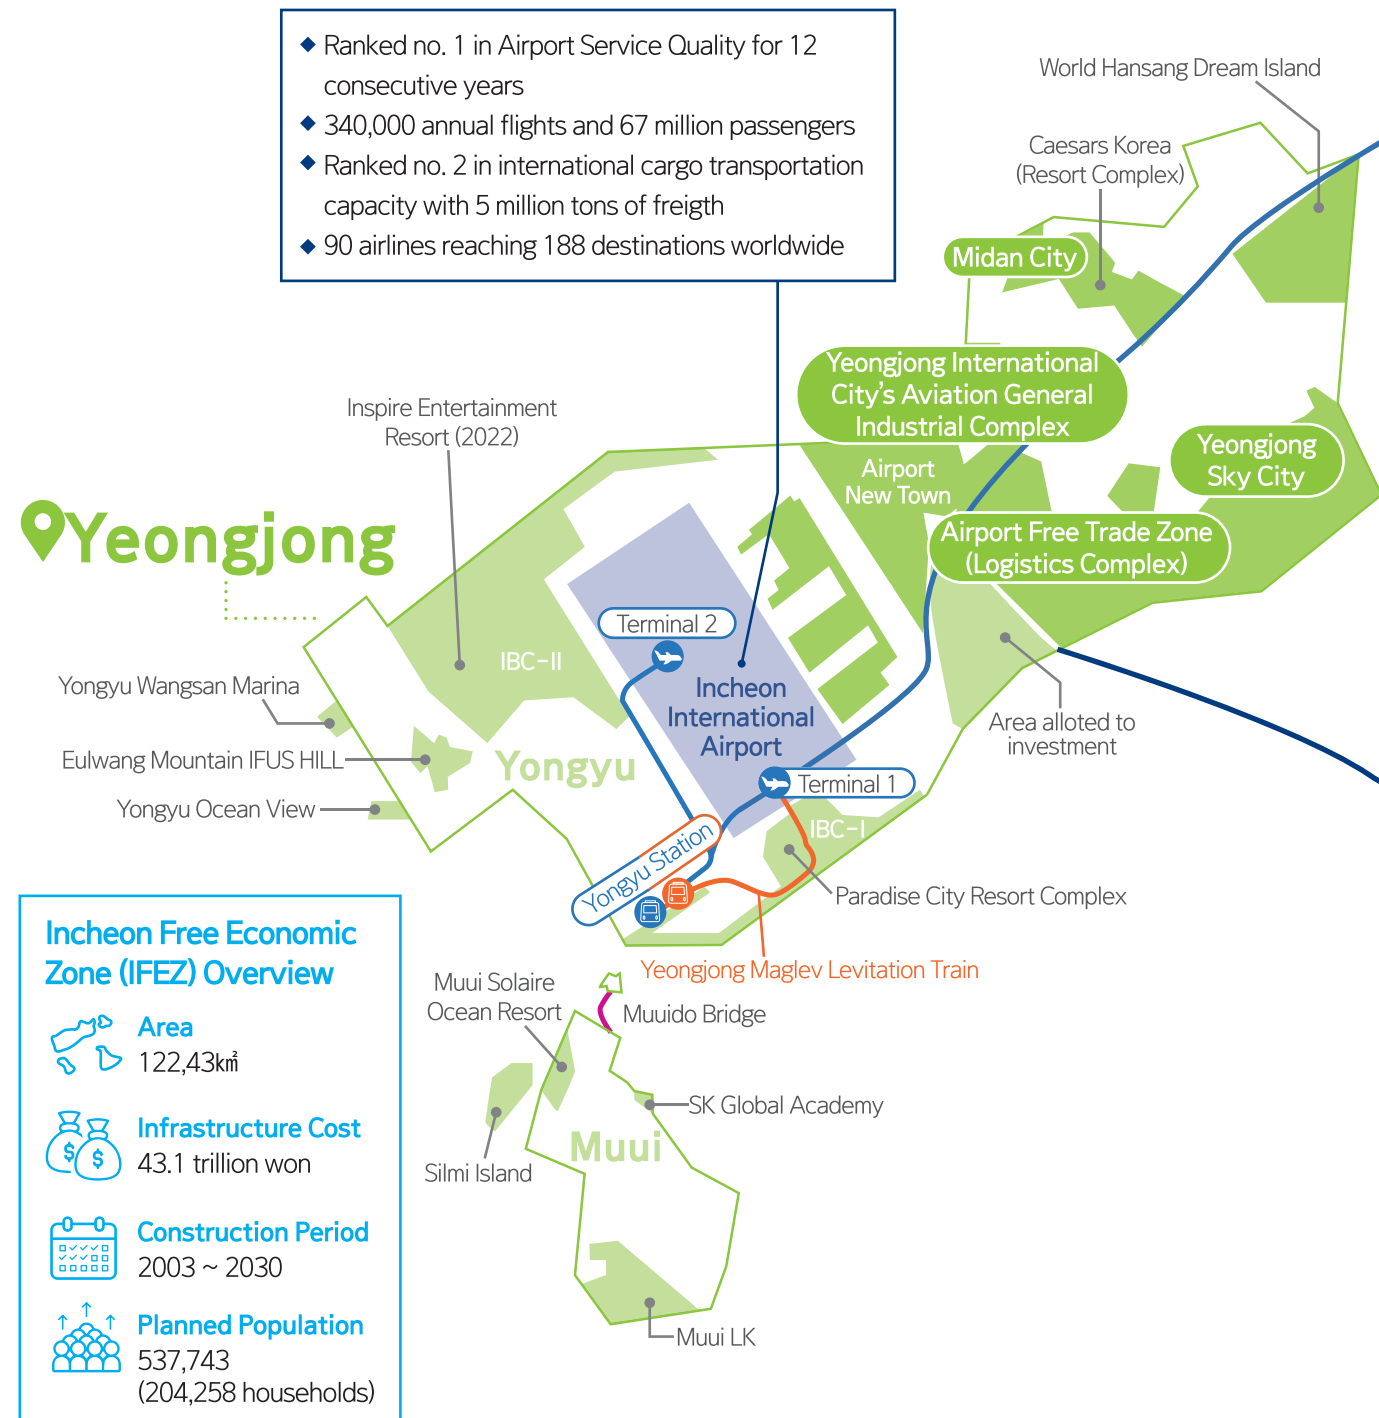 ◆ Ranked no. 1 in Airport Service Quality for 12
consecutive years
◆ 340,000 annual flights and 67 million passengers
◆ Ranked no. 2 in international cargo transportation
capacity with 5 million tons of freigth
◆ 90 airlines reaching 188 destinations worldwide
World Hansang Dream Island
Caesars Korea
(Resort Complex)
Midan City
Yeongjong International
City's Aviation General
Industrial Complex
Inspire Entertainment
Resort (2022)
Yeongjong
Sky City
Airport
New Town
Airport Free Trade Zone
(Logistics Complex)
Yeongjong
Terminal 2
IBC-II
Incheon
International
Airport
Yongyu Wangsan Marina
Eulwang Mountain IFUS HILL
Yongyu Ocean View
Yongyu
Area alloted to
investment
Terminal 1
IBC-I
Yongyu Station
Paradise City Resort Complex
Yeongjong Maglev Levitation Train
Muui Solaire
Ocean Resort
Muuido Bridge
SK Global Academy
Muui
Silmi Island
Muui LK
Incheon Free Economic
Zone (IFEZ) Overview
Area
122,43㎢
Infrastructure Cost
$ $
43.1 trillion won
Construction Period
2003 ~ 2030
Planned Population
537,743
(204,258 households)